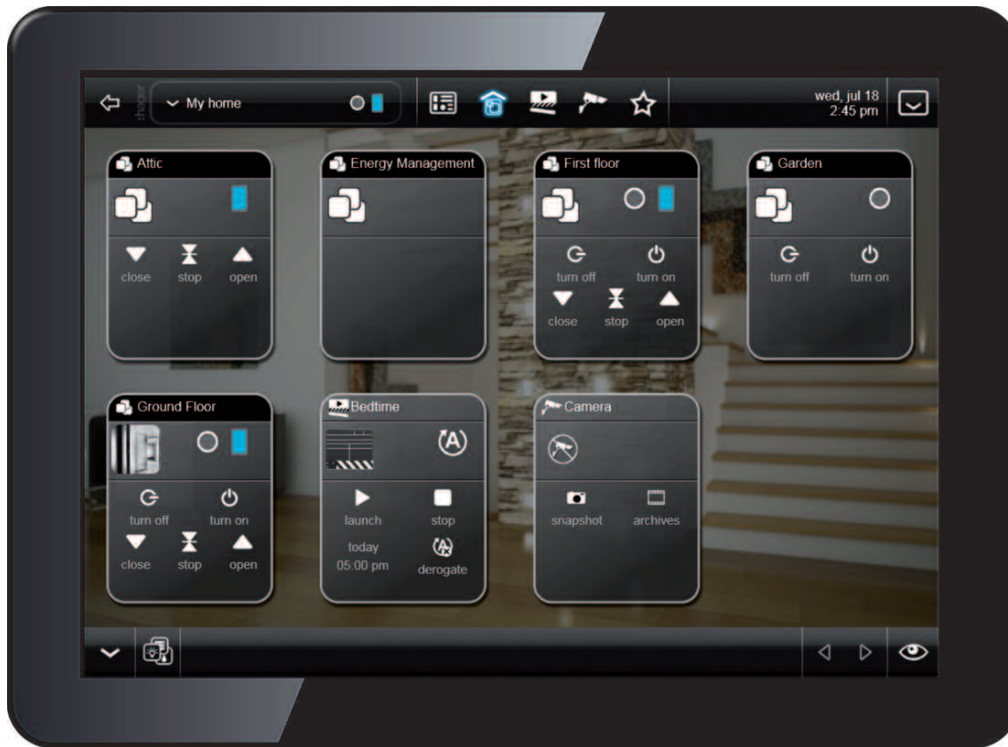 :hager
My home
wed, jul 18
2.45 pm
Attic
close stop open
Energy Management
First floor
turn off turn on
close stop open
Garden
turn off turn on
Ground Floor
turn off turn on
close stop open
Bedtime
launch stop
today
05:00 pm derogate
Camera
snapshot archives